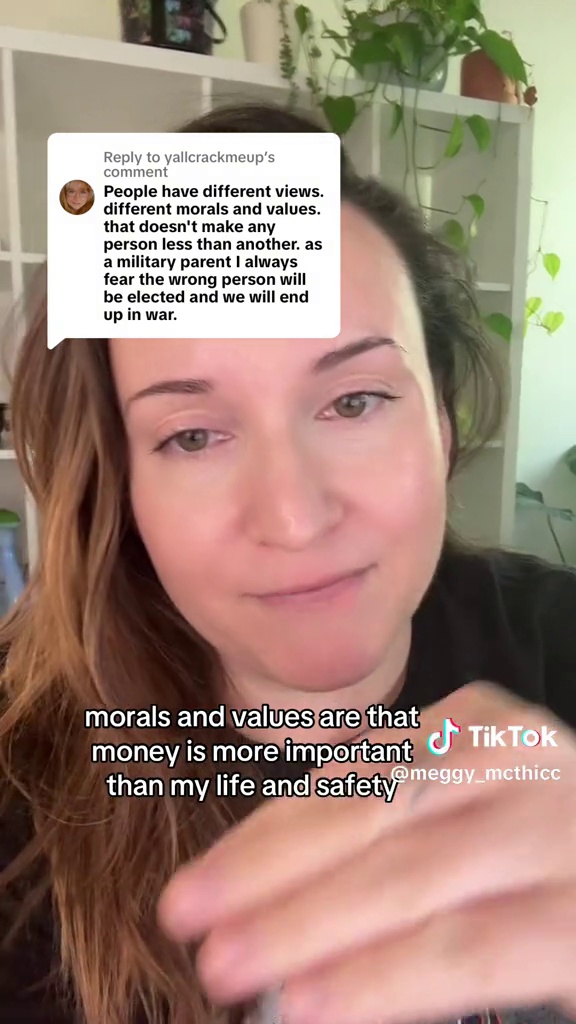 Reply to yallcrackmeup's
comment
People have different views.
different morals and values.
that doesn't make any
person less than another. as
a military parent I always
fear the wrong person will
be elected and we will end
up in war.
morals and values are that
money is more important
than my life and safety
TikTok
@meggy_mcthicc